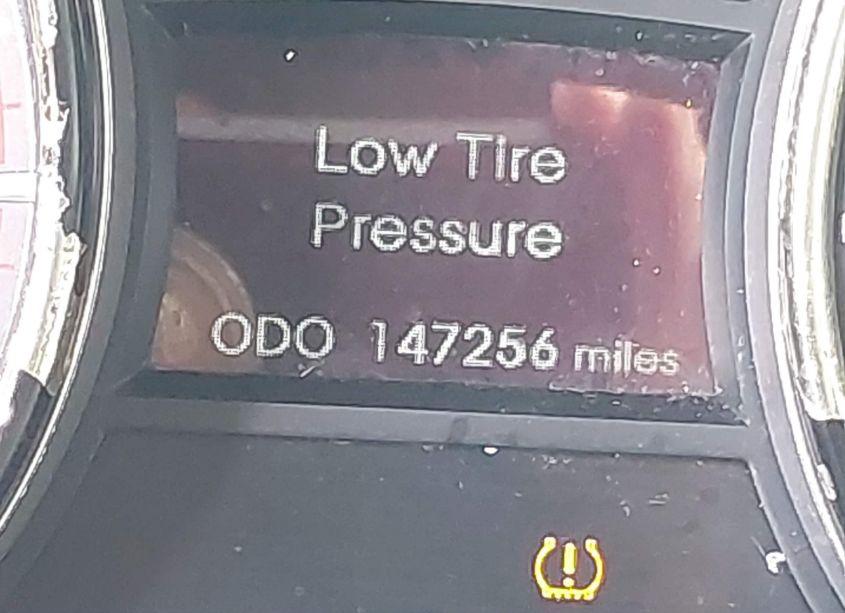 Low Tire
Pressure
ODO 147256 miles